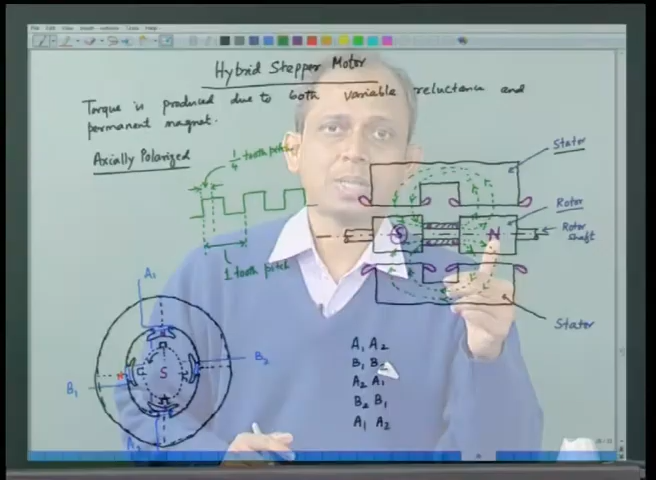 Hybrid Stepper Motor
Torque is produced due to both variable reluctance and
permanent magnet.
Axially Polarized
1/4 tooth pitch
1 tooth pitch
Stator
Rotor
Rotor
shaft
S
N
Stator
A1
B2
S
B1
A1 A2
B1 B2
A2 A1
B2 B1
A1 A2